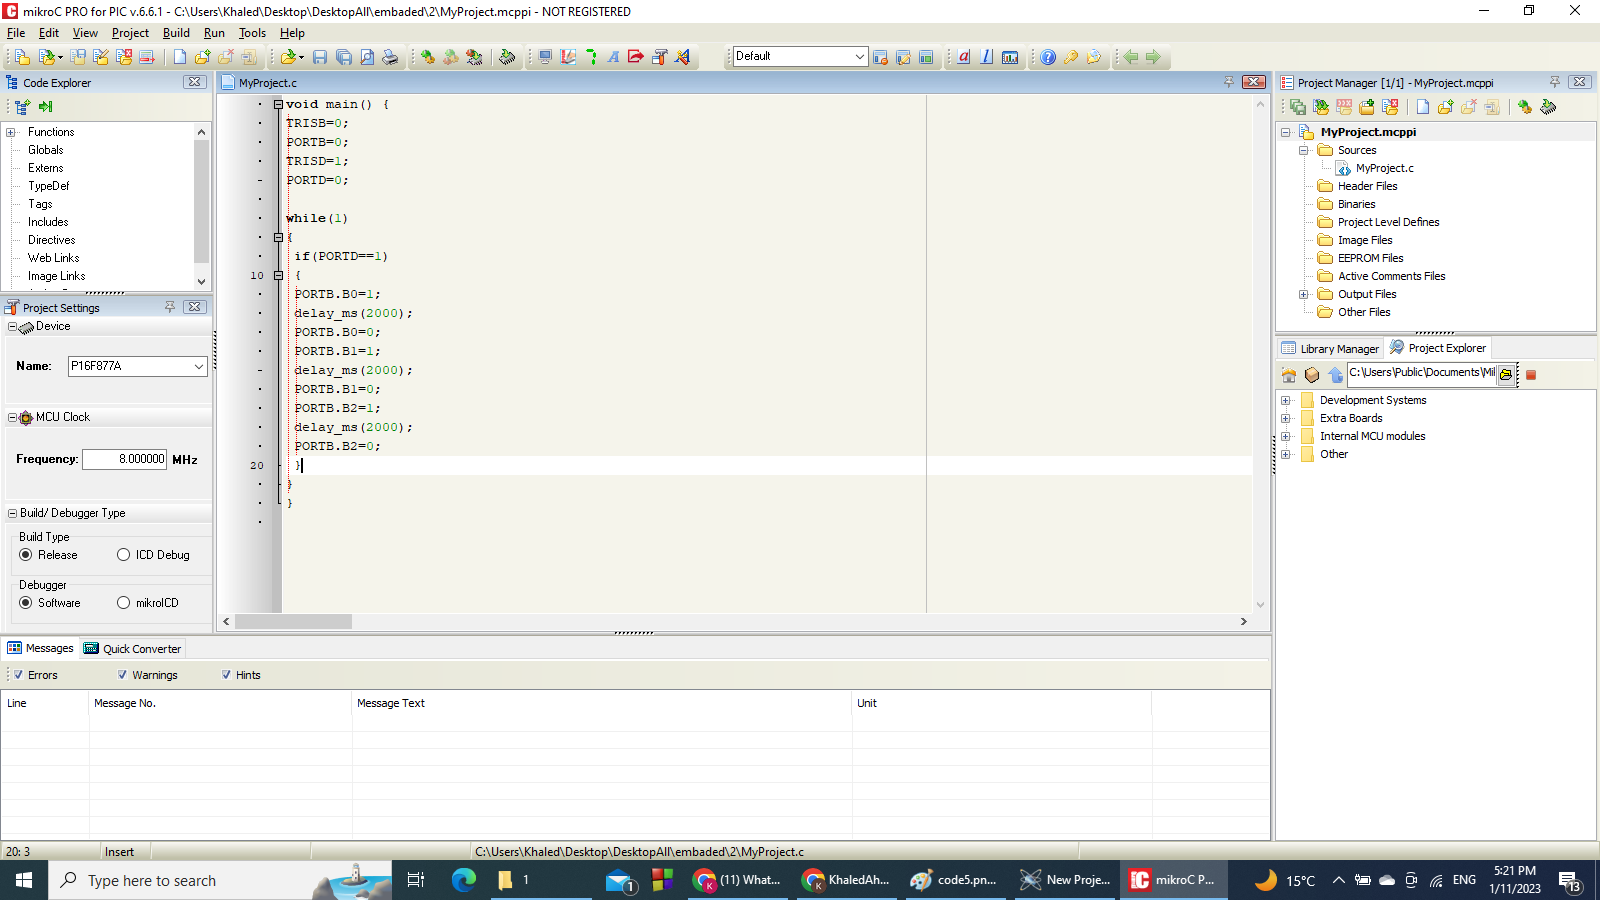 mikroC PRO for PIC v.6.6.1 - C:\Users\Khaled\Desktop\DesktopAll\embaded\2\MyProject.mcppi - NOT REGISTERED
File Edit View Project Build Run Tools Help
Default
Code Explorer
Functions
Globals
Externs
TypeDef
Tags
Includes
Directives
Web Links
Image Links
Project Settings
Device
Name: P16F877A
MCU Clock
Frequency: 8.000000 MHz
Build/ Debugger Type
Build Type
Release ICD Debug
Debugger
Software mikroICD
MyProject.c
void main() {
TRISB=0;
PORTB=0;
TRISD=1;
PORTD=0;
while(1)
{
if(PORTD==1)
10 {
PORTB.B0=1;
delay_ms(2000);
PORTB.B0=0;
PORTB.B1=1;
delay_ms(2000);
PORTB.B1=0;
PORTB.B2=1;
delay_ms(2000);
PORTB.B2=0;
20 }
}
}
Project Manager [1/1] - MyProject.mcppi
MyProject.mcppi
Sources
MyProject.c
Header Files
Binaries
Project Level Defines
Image Files
EEPROM Files
Active Comments Files
Output Files
Other Files
Library Manager Project Explorer
C:\Users\Public\Documents\Mil
Development Systems
Extra Boards
Internal MCU modules
Other
Messages Quick Converter
Errors Warnings Hints
Line Message No. Message Text Unit
20: 3 Insert C:\Users\Khaled\Desktop\DesktopAll\embaded\2\MyProject.c
Type here to search
1
1
(11) What...
KhaledAh...
code5.pn...
New Proje...
mikroC P...
15°C
ENG
5:21 PM
1/11/2023
13